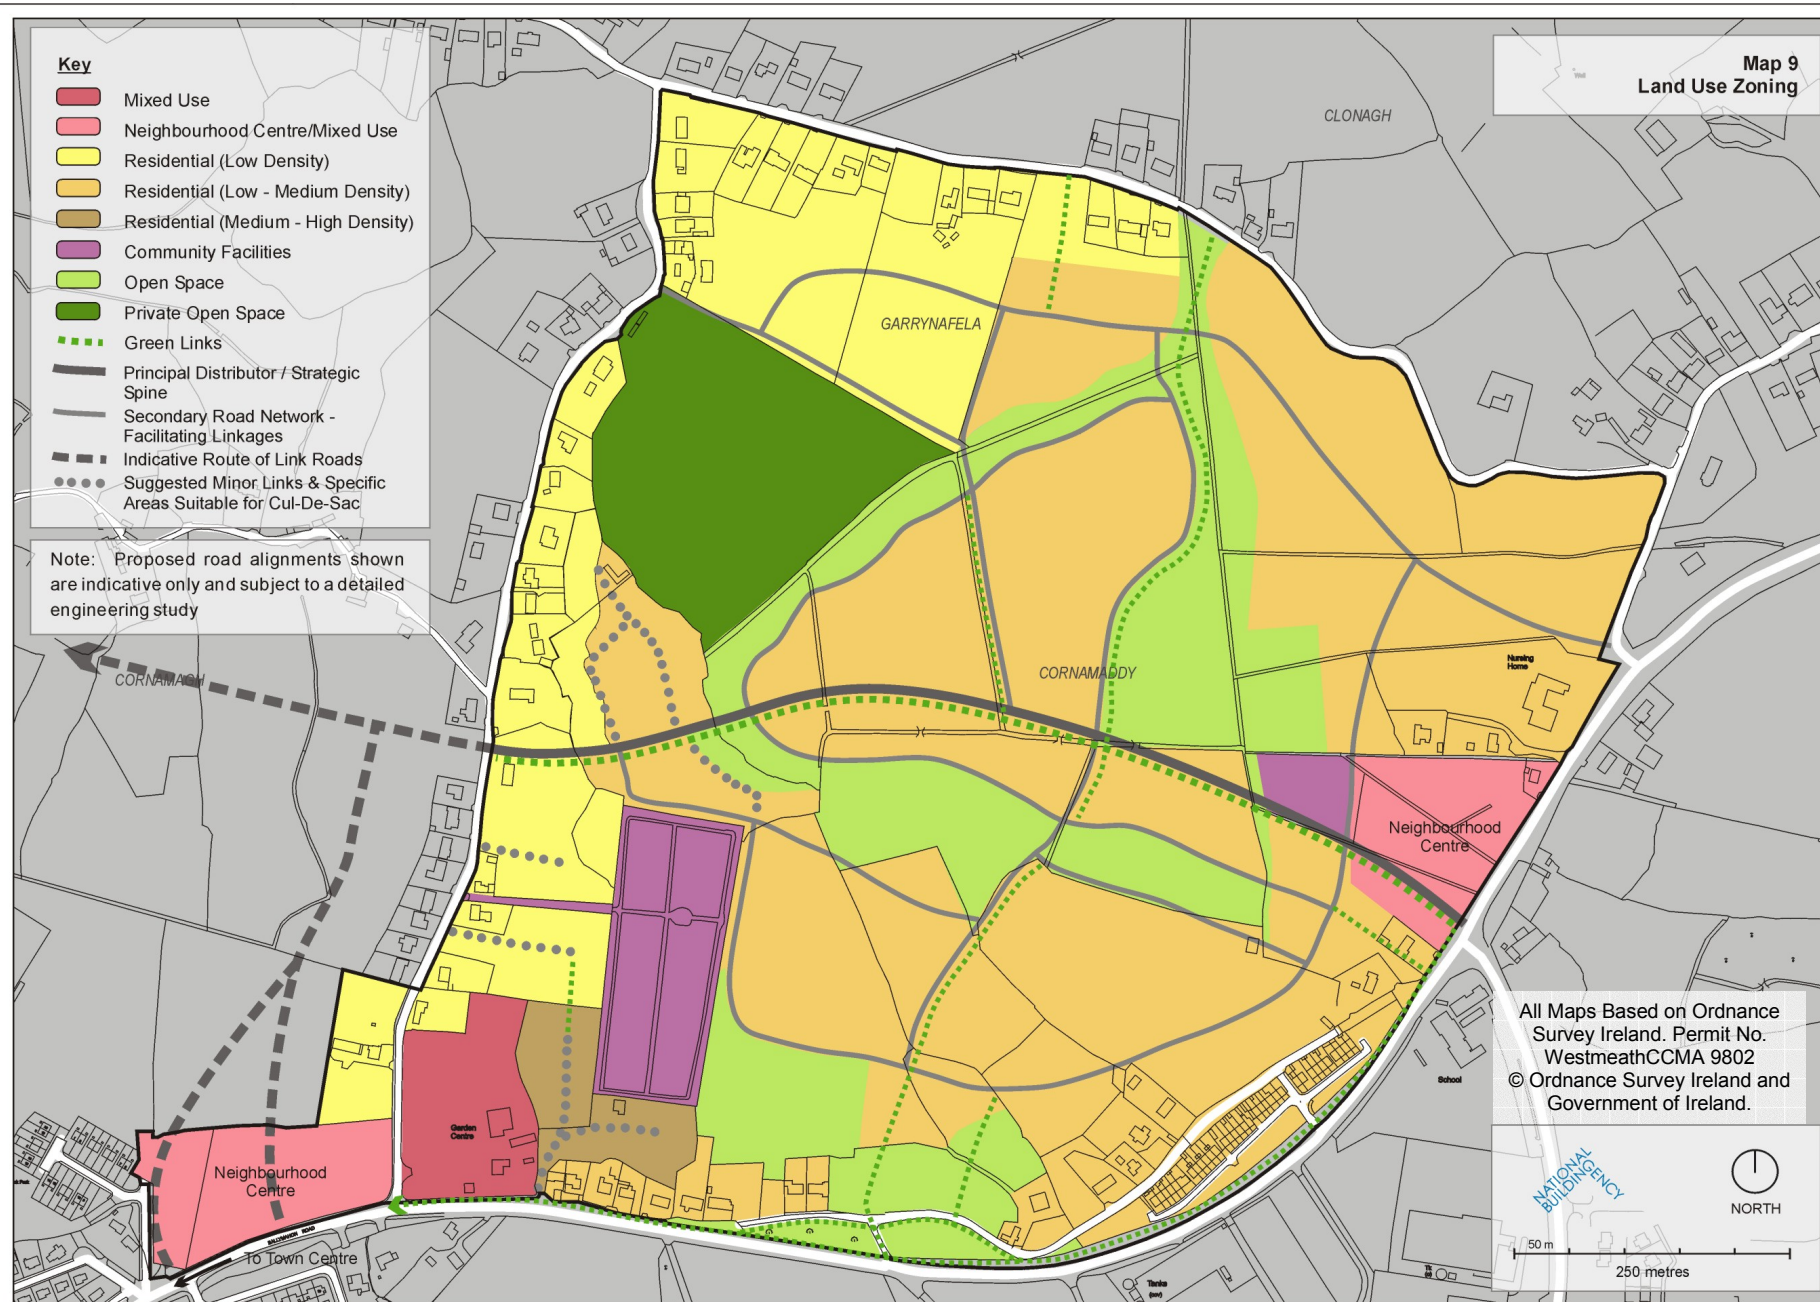 Key
Mixed Use
Neighbourhood Centre/Mixed Use
Residential (Low Density)
Residential (Low - Medium Density)
Residential (Medium - High Density)
Community Facilities
Open Space
Private Open Space
Green Links
Principal Distributor / Strategic
Spine
Secondary Road Network -
Facilitating Linkages
Indicative Route of Link Roads
Suggested Minor Links & Specific
Areas Suitable for Cul-De-Sac
Note: Proposed road alignments shown
are indicative only and subject to a detailed
engineering study
Map 9
Land Use Zoning
Well
CLONAGH
GARRYNAFELA
CORNAMADDY
CORNAMAGH
Nursing
Home
Neighbourhood
Centre
Garden
Centre
Neighbourhood
Centre
BALLYMAHON ROAD
To Town Centre
School
Tanks
All Maps Based on Ordnance
Survey Ireland. Permit No.
WestmeathCCMA 9802
© Ordnance Survey Ireland and
Government of Ireland.
NATIONAL
BUILDING
AGENCY
NORTH
50 m
250 metres